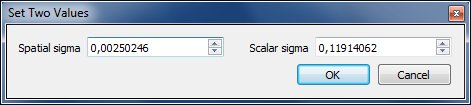 Set Two Values
Spatial sigma 0,00250246 Scalar sigma 0,11914062
OK Cancel